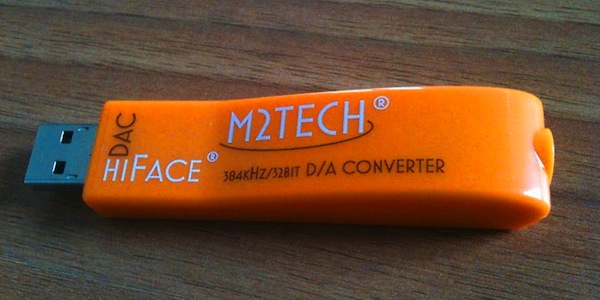 DAC
HIFACE®
M2TECH®
384KHZ/32BIT D/A CONVERTER